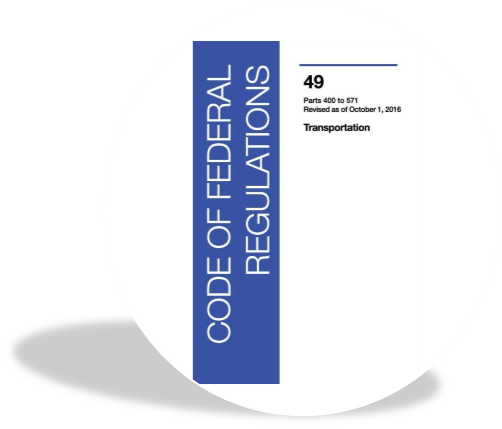 CODE OF FEDERAL
REGULATIONS
49
Parts 400 to 571
Revised as of October 1, 2016
Transportation